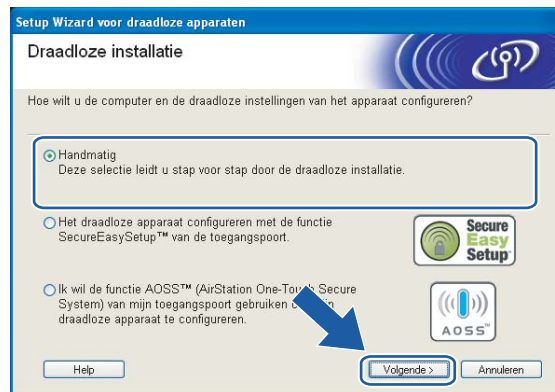 Setup Wizard voor draadloze apparaten
Draadloze installatie
Hoe wilt u de computer en de draadloze instellingen van het apparaat configureren?
Handmatig
Deze selectie leidt u stap voor stap door de draadloze installatie.
Het draadloze apparaat configureren met de functie
SecureEasySetup™ van de toegangspoort.
Secure
Easy
Setup
Ik wil de functie AOSS™ (AirStation One-Touch Secure
System) van mijn toegangspoort gebruiken
draadloze apparaat te configureren.
AOSS™
Help
Volgende >
Annuleren